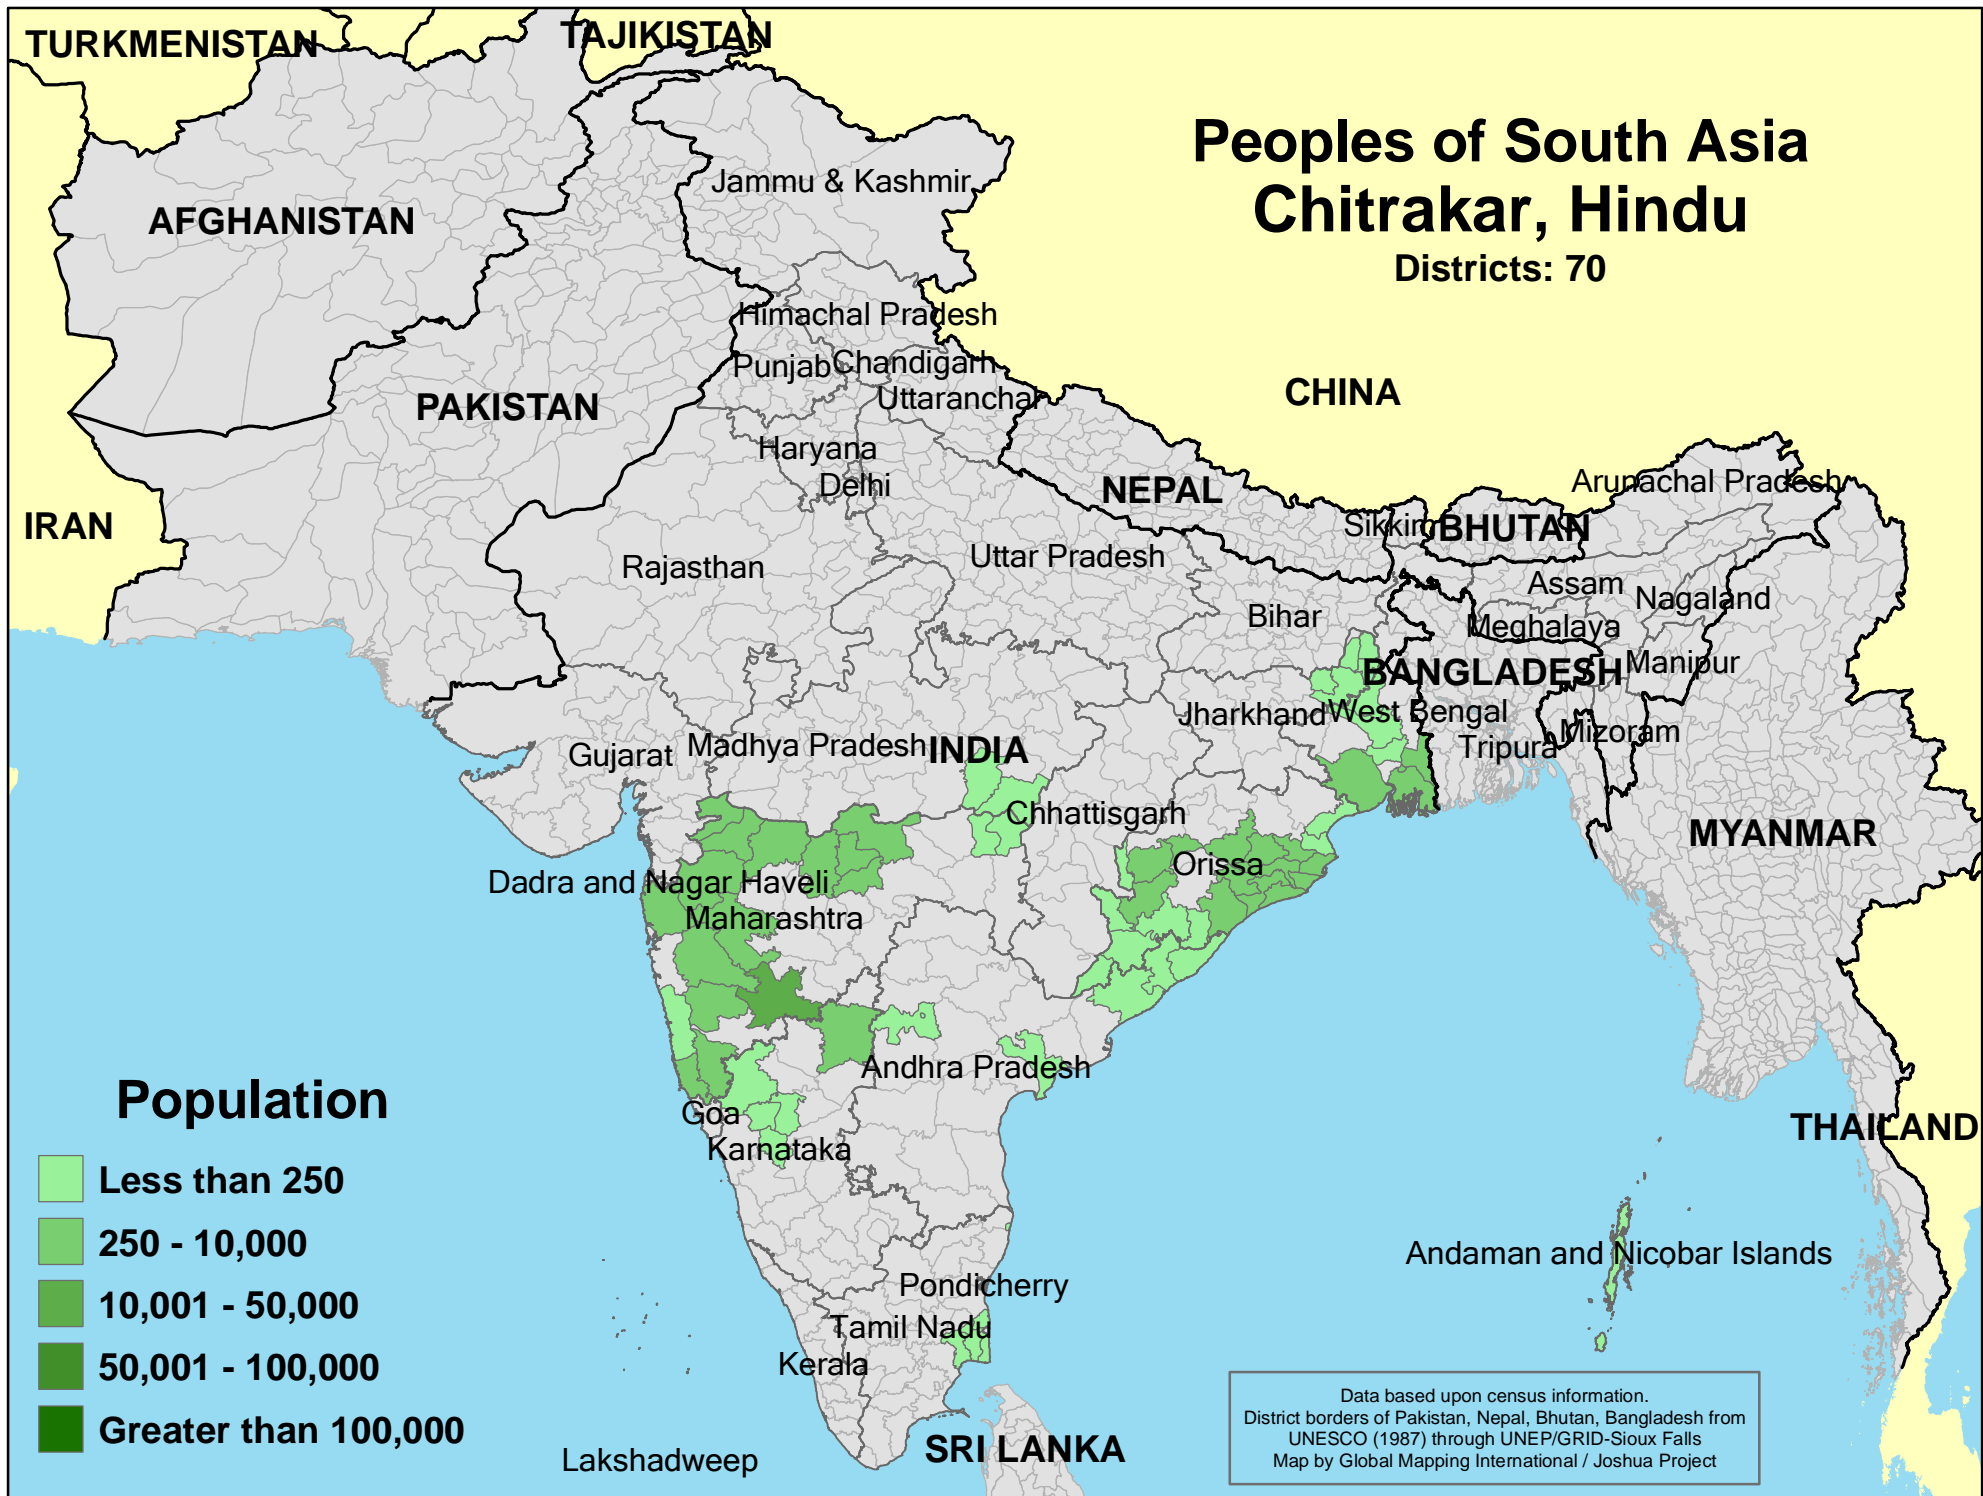 TURKMENISTAN
TAJIKISTAN
Peoples of South Asia
Chitrakar, Hindu
Districts: 70
Jammu & Kashmir
AFGHANISTAN
Himachal Pradesh
Punjab
Chandigarh
Uttaranchal
CHINA
PAKISTAN
Haryana
Delhi
NEPAL
Arunachal Pradesh
IRAN
Sikkim
BHUTAN
Rajasthan
Uttar Pradesh
Assam
Nagaland
Bihar
Meghalaya
BANGLADESH
Manipur
Jharkhand
West Bengal
Gujarat
Madhya Pradesh
INDIA
Tripura
Mizoram
Chhattisgarh
MYANMAR
Orissa
Dadra and Nagar Haveli
Maharashtra
Andhra Pradesh
Goa
Karnataka
THAILAND
Population
Less than 250
250 - 10,000
10,001 - 50,000
50,001 - 100,000
Greater than 100,000
Andaman and Nicobar Islands
Pondicherry
Tamil Nadu
Kerala
Lakshadweep
SRI LANKA
Data based upon census information.
District borders of Pakistan, Nepal, Bhutan, Bangladesh from
UNESCO (1987) through UNEP/GRID-Sioux Falls
Map by Global Mapping International / Joshua Project